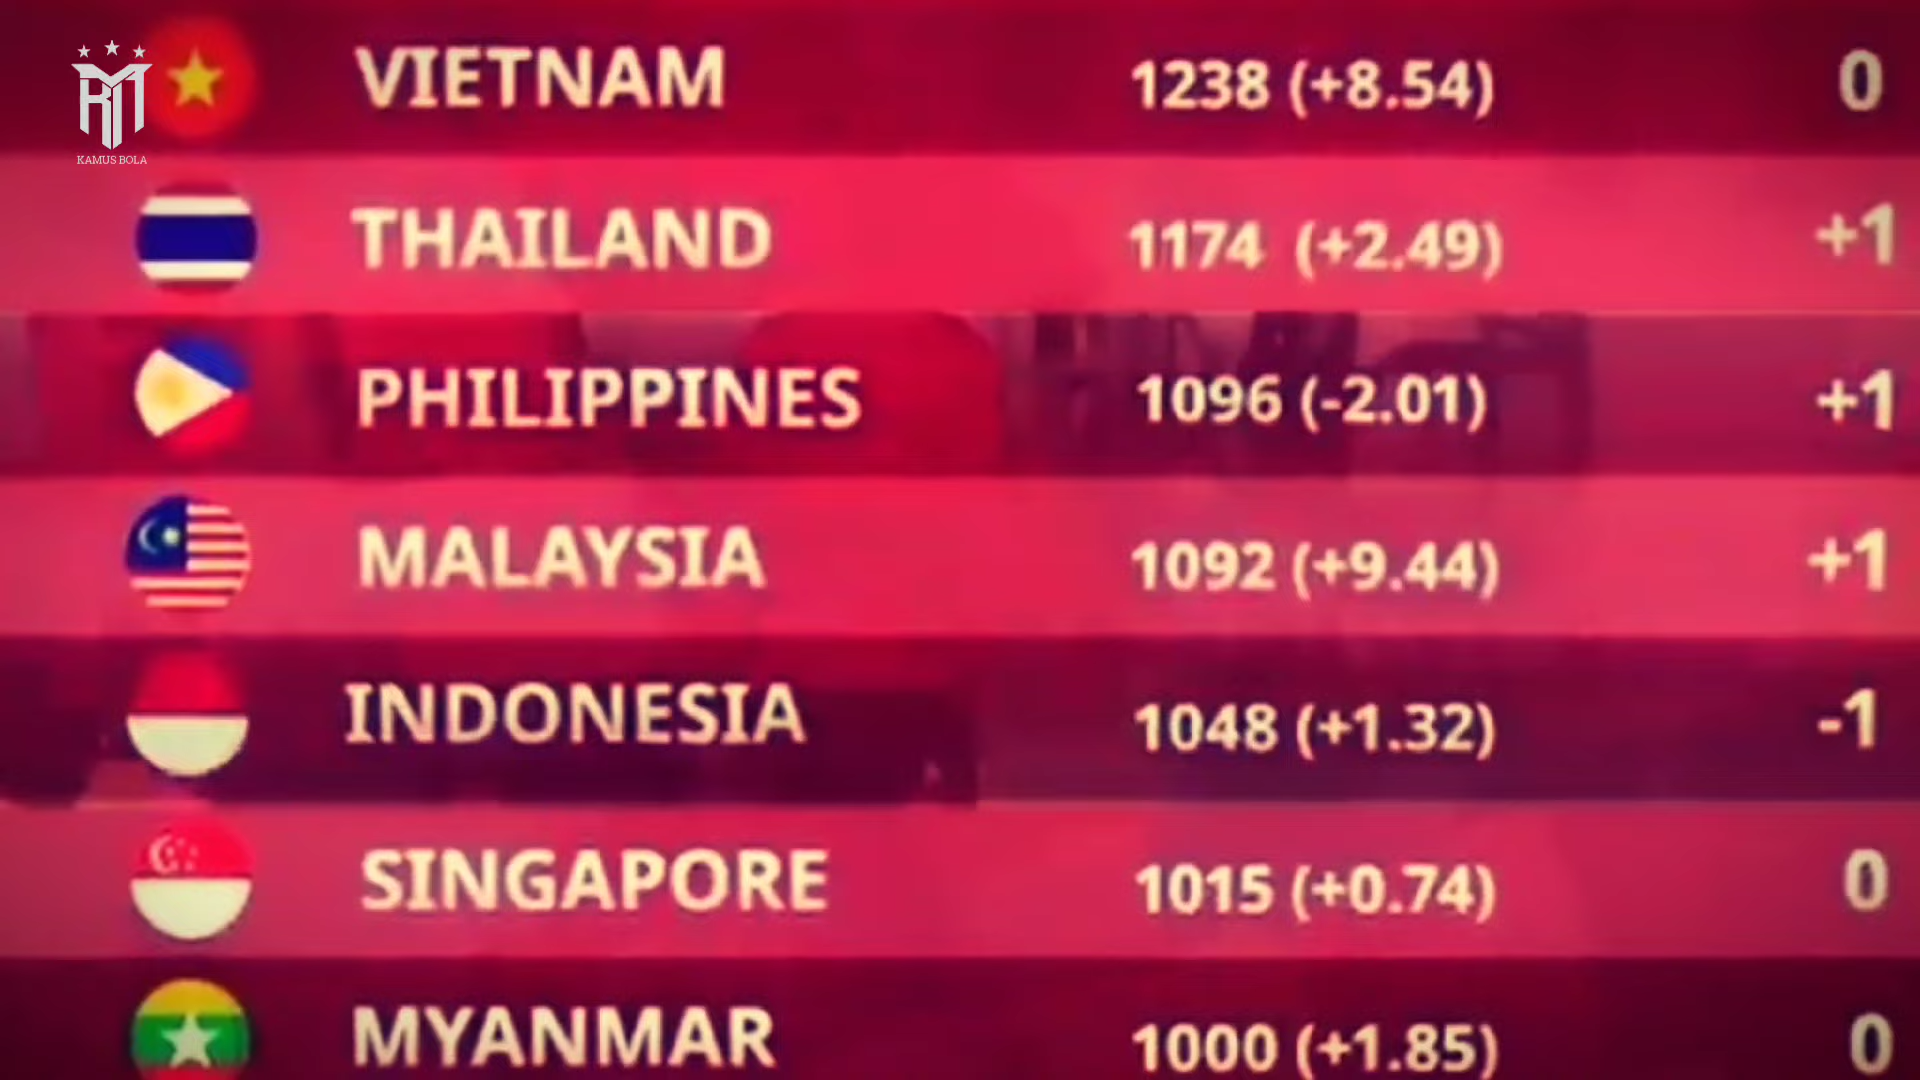 VIETNAM 1238 (+8.54) 0
KAMUS BOLA
THAILAND 1174 (+2.49) +1
PHILIPPINES 1096 (-2.01) +1
MALAYSIA 1092 (+9.44) +1
INDONESIA 1048 (+1.32) -1
SINGAPORE 1015 (+0.74) 0
MYANMAR 1000 (+1.85) 0